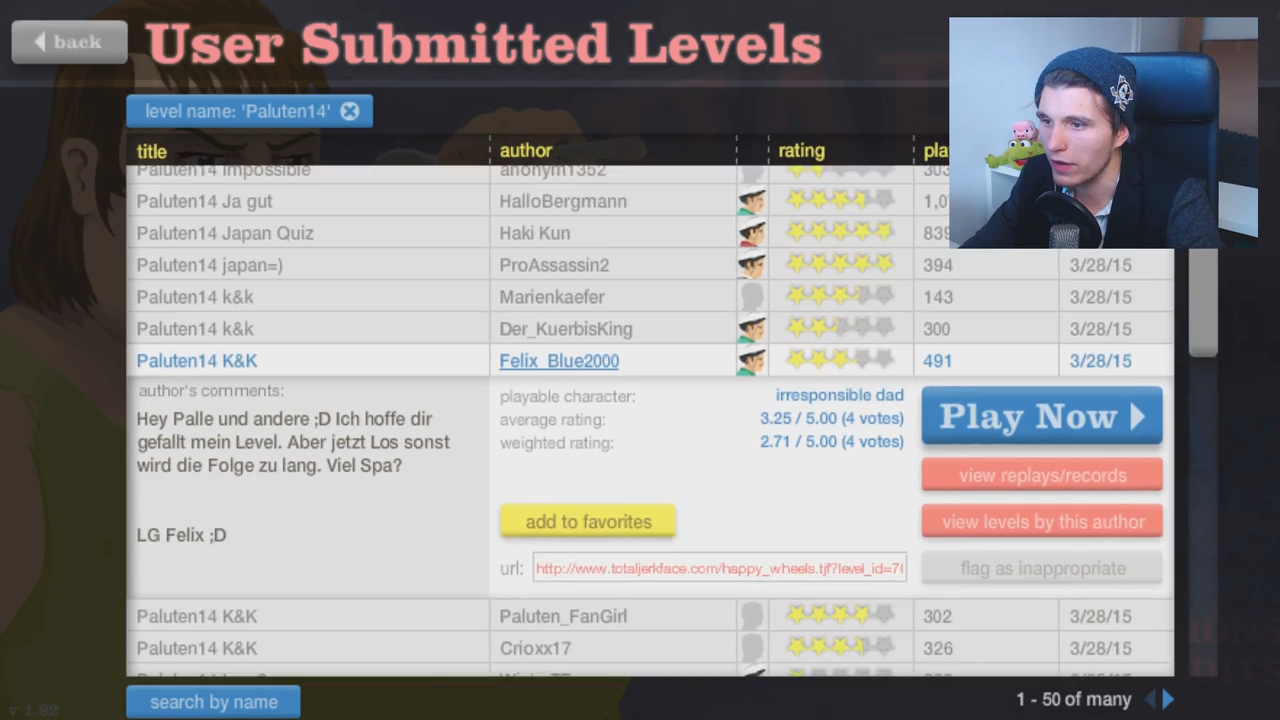 back
User Submitted Levels
level name: 'Paluten14'
title author rating
Paluten14 Impossible anonym1352
Paluten14 Ja gut HalloBergmann
Paluten14 Japan Quiz Haki Kun 839
Paluten14 japan=) ProAssassin2 394 3/28/15
Paluten14 k&k Marienkaefer 143 3/28/15
Paluten14 k&k Der_KuerbisKing 300 3/28/15
Paluten14 K&K Felix_Blue2000 491 3/28/15
author's comments:
Hey Palle und andere ;D Ich hoffe dir
gefallt mein Level. Aber jetzt Los sonst
wird die Folge zu lang. Viel Spa?
LG Felix ;D
playable character: irresponsible dad
average rating: 3.25 / 5.00 (4 votes)
weighted rating: 2.71 / 5.00 (4 votes)
add to favorites
url: http://www.totaljerkface.com/happy_wheels.tjf?level_id=7
Play Now
view replays/records
view levels by this author
flag as inappropriate
Paluten14 K&K Paluten_FanGirl 302 3/28/15
Paluten14 K&K Crioxx17 326 3/28/15
search by name
1 - 50 of many
v 1.82